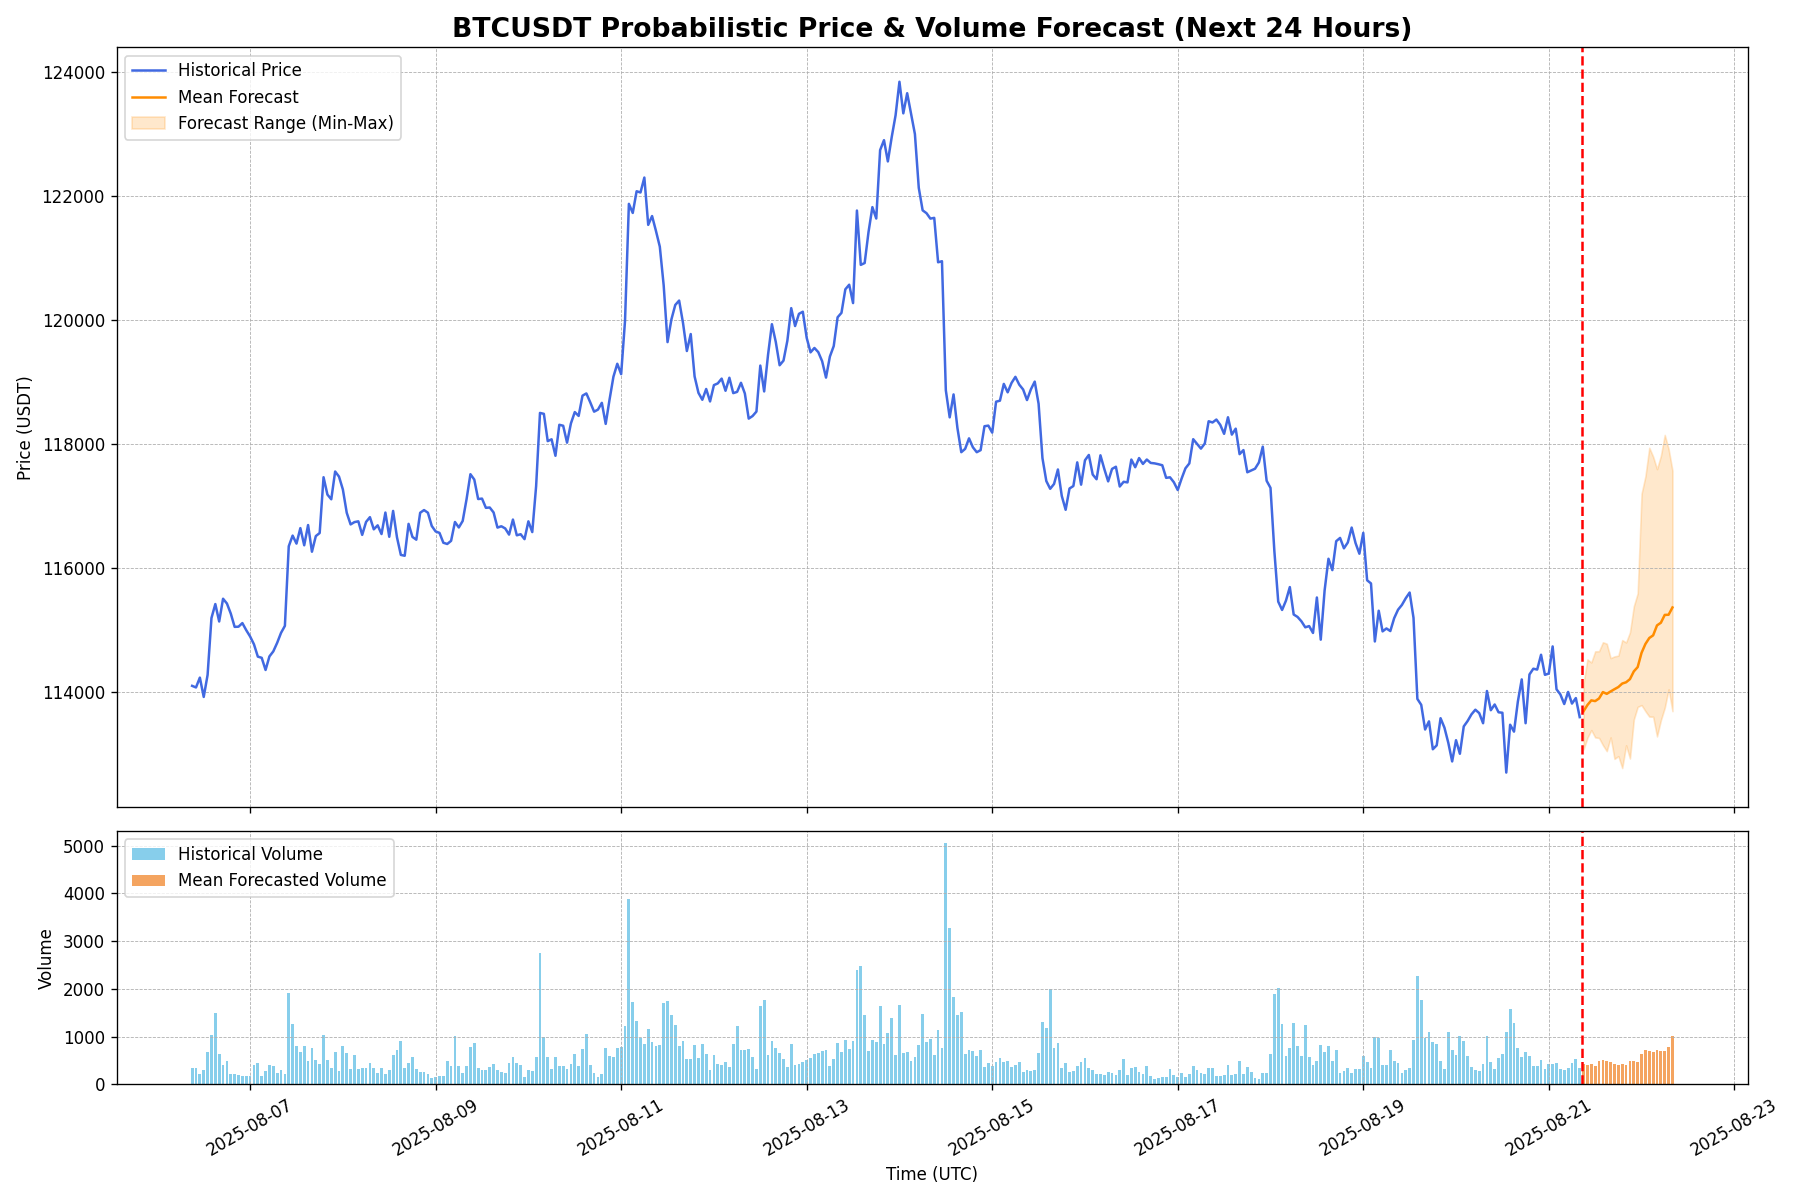 BTCUSDT Probabilistic Price & Volume Forecast (Next 24 Hours)
Historical Price
Mean Forecast
Forecast Range (Min-Max)
124000
122000
120000
118000
116000
114000
Price (USDT)
Historical Volume
Mean Forecasted Volume
5000
4000
3000
2000
1000
0
Volume
2025-08-07
2025-08-09
2025-08-11
2025-08-13
2025-08-15
2025-08-17
2025-08-19
2025-08-21
2025-08-23
Time (UTC)